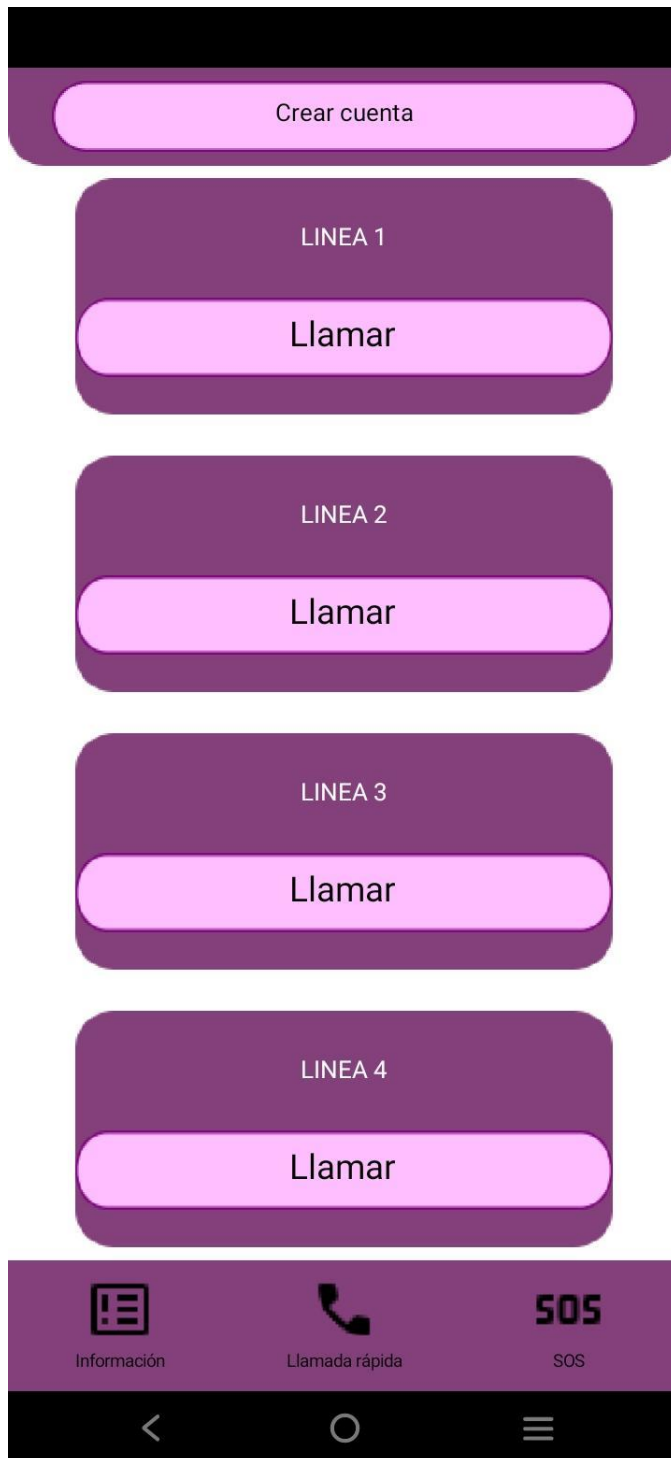 Crear cuenta
LINEA 1
Llamar
LINEA 2
Llamar
LINEA 3
Llamar
LINEA 4
Llamar
SOS
Información
Llamada rápida
SOS